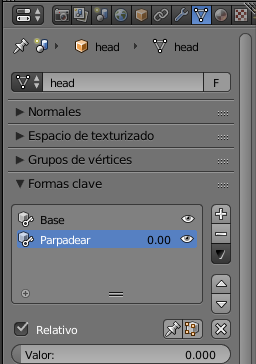 head head
head F
Normales
Espacio de texturizado
Grupos de vértices
Formas clave
Base
Parpadear 0.00
Relativo
Valor: 0.000